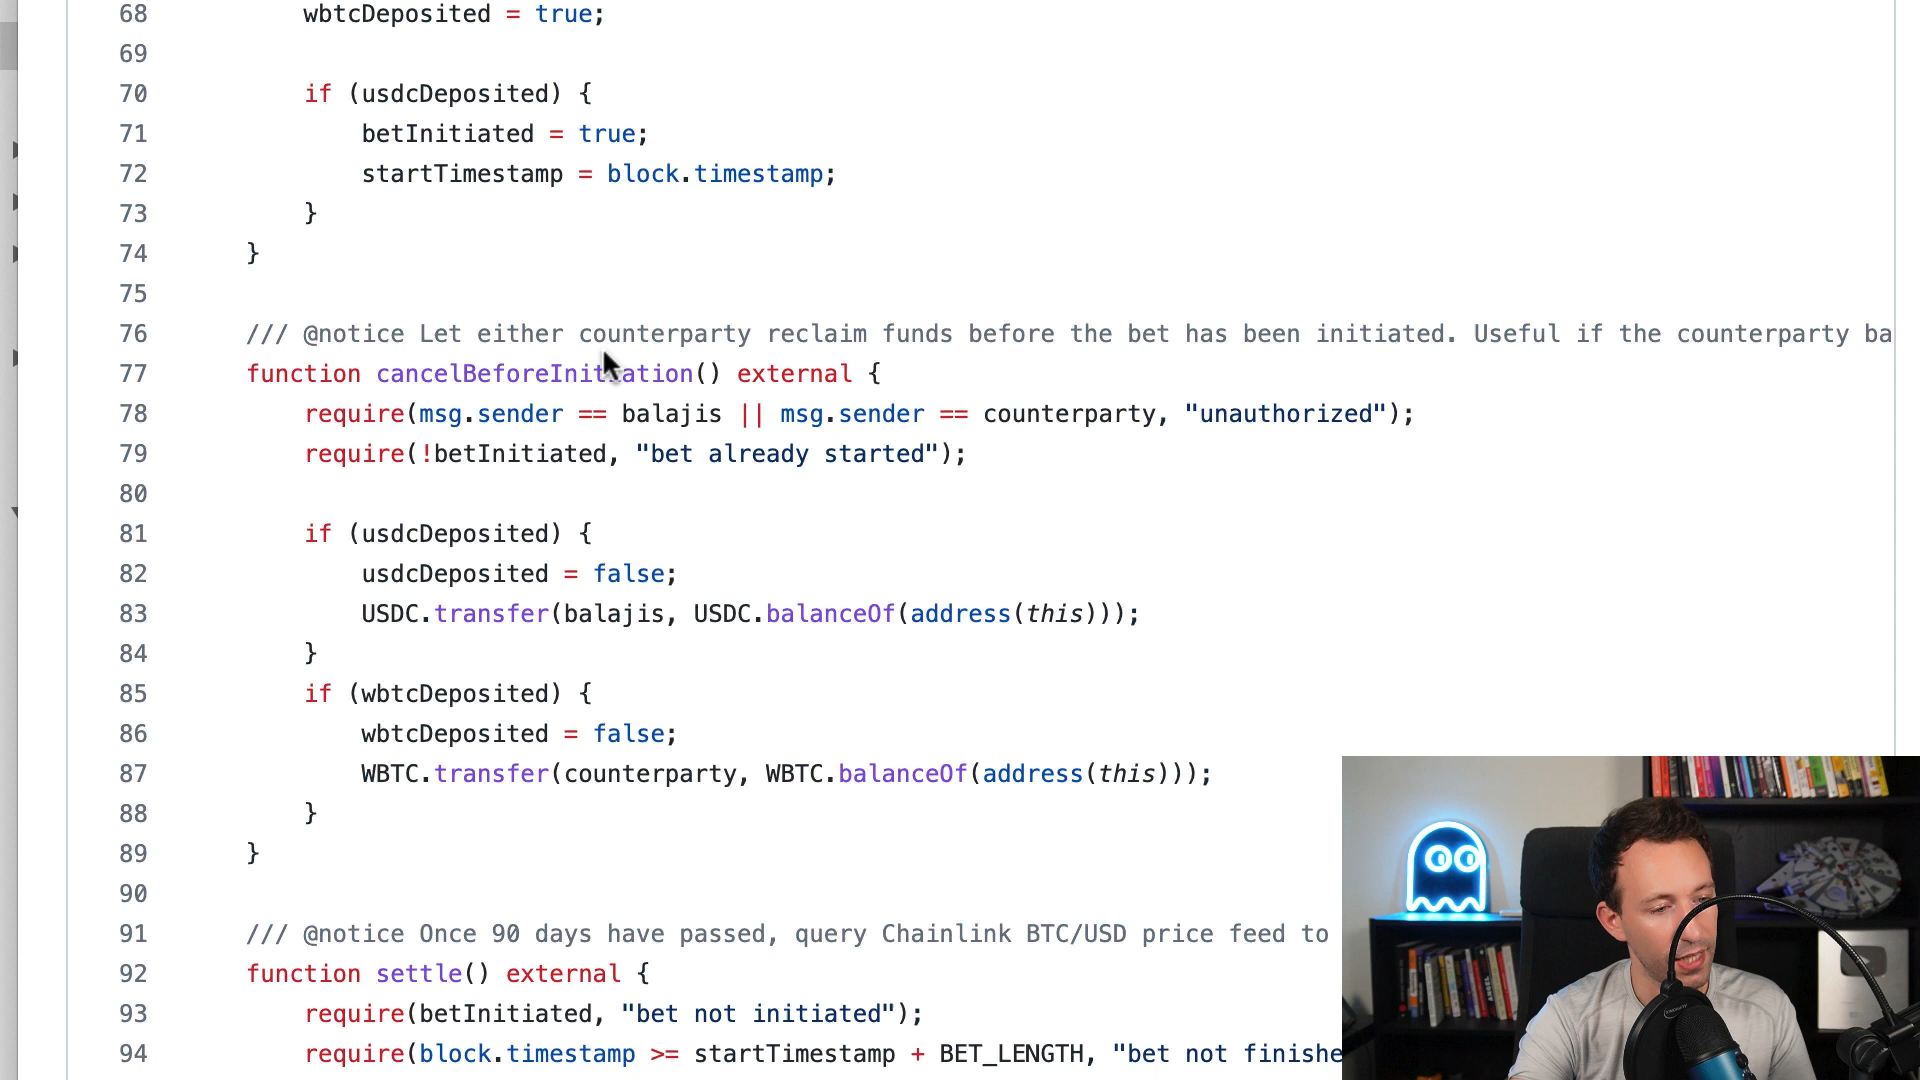 68 wbtcDeposited = true;
69
70 if (usdcDeposited) {
71 betInitiated = true;
72 startTimestamp = block.timestamp;
73 }
74 }
75
76 /// @notice Let either counterparty reclaim funds before the bet has been initiated. Useful if the counterparty ba
77 function cancelBeforeInitiation() external {
78 require(msg.sender == balajis || msg.sender == counterparty, "unauthorized");
79 require(!betInitiated, "bet already started");
80
81 if (usdcDeposited) {
82 usdcDeposited = false;
83 USDC.transfer(balajis, USDC.balanceOf(address(this)));
84 }
85 if (wbtcDeposited) {
86 wbtcDeposited = false;
87 WBTC.transfer(counterparty, WBTC.balanceOf(address(this)));
88 }
89 }
90
91 /// @notice Once 90 days have passed, query Chainlink BTC/USD price feed to
92 function settle() external {
93 require(betInitiated, "bet not initiated");
94 require(block.timestamp >= startTimestamp + BET_LENGTH, "bet not finishe